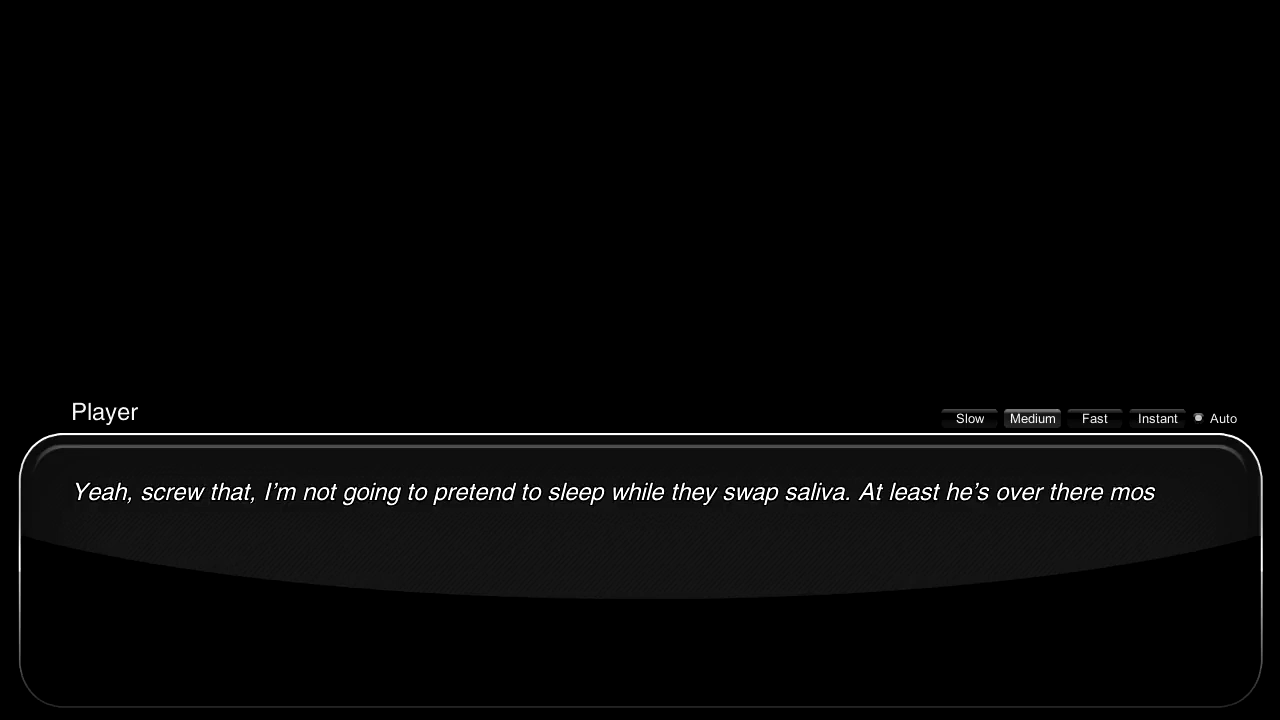 Player
Slow Medium Fast Instant Auto
Yeah, screw that, I’m not going to pretend to sleep while they swap saliva. At least he’s over there mos